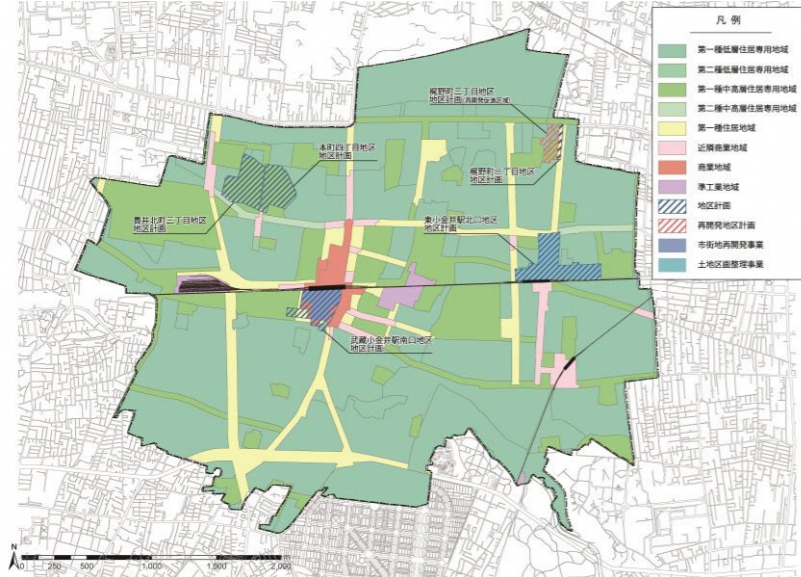 凡 例
第一種低層住居専用地域
第二種低層住居専用地域
第一種中高層住居専用地域
第二種中高層住居専用地域
第一種住居地域
近隣商業地域
商業地域
準工業地域
地区計画
再開発地区計画
市街地再開発事業
土地区画整理事業
梶野町三丁目地区
地区計画(再開発促進区域)
本町四丁目地区
地区計画
梶野町三丁目地区
地区計画
貫井北町三丁目地区
地区計画
東小金井駅北口地区
地区計画
武蔵小金井駅南口地区
地区計画
N
0 250 500 1,000 1,500 2,000